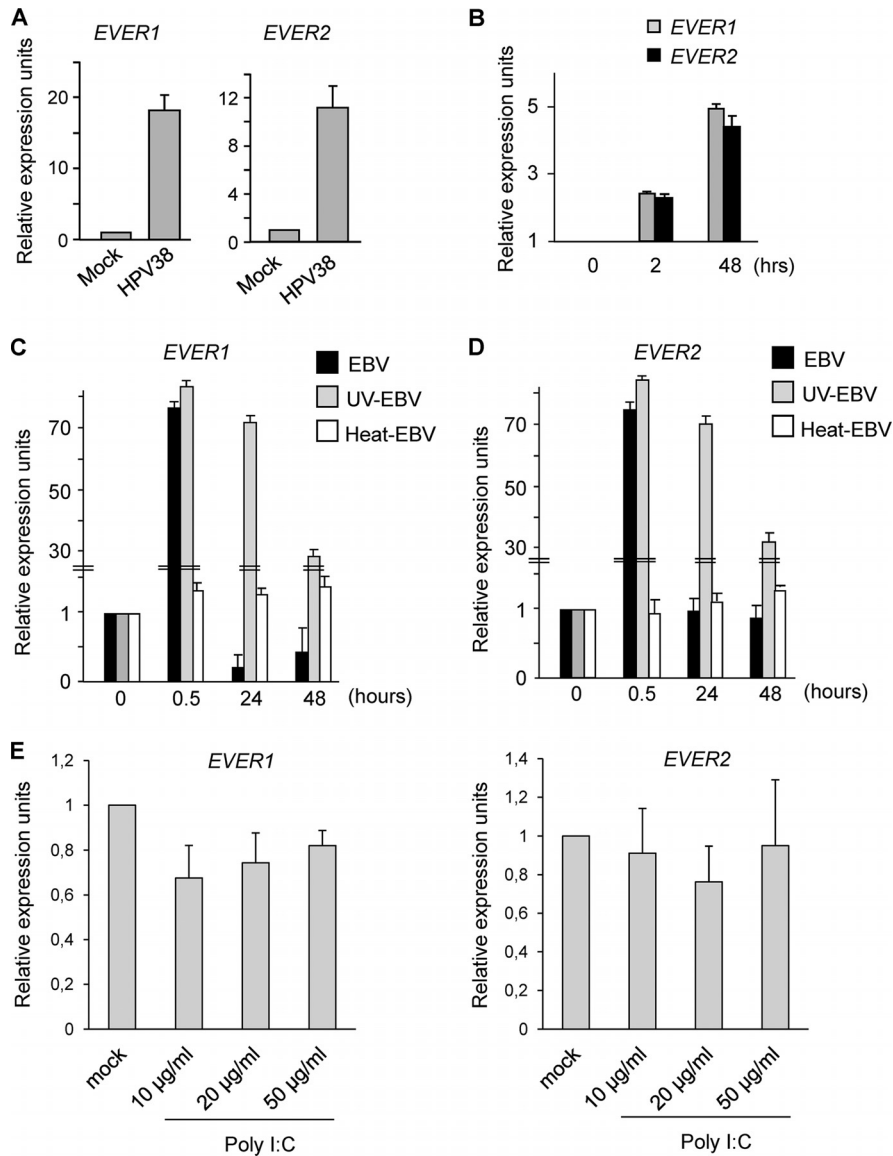 A
EVER1
EVER2
Relative expression units
20
10
0
Mock
HPV38
12
8
4
0
Mock
HPV38
B
EVER1
EVER2
Relative expression units
5
3
1
0
2
48
(hrs)
C
EVER1
EBV
UV-EBV
Heat-EBV
Relative expression units
70
50
30
1
0
0
0.5
24
48
(hours)
D
EVER2
EBV
UV-EBV
Heat-EBV
Relative expression units
70
50
30
1
0
0
0.5
24
48
(hours)
E
EVER1
Relative expression units
1,2
1
0,8
0,6
0,4
0,2
0
mock
10 µg/ml
20 µg/ml
50 µg/ml
Poly I:C
EVER2
Relative expression units
1,4
1,2
1
0,8
0,6
0,4
0,2
0
mock
10 µg/ml
20 µg/ml
50 µg/ml
Poly I:C